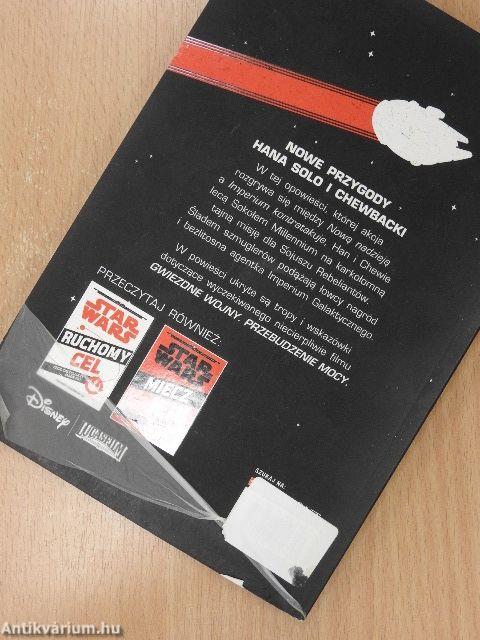 NOWE PRZYGODY
HANA SOLO I CHEWBACKI
W tej opowieści, której akcja
rozgrywa się między Nową nadzieją
a Imperium kontratakuje, Han i Chewie
lecą Sokołem Millennium na karkołomną
tajną misję dla Sojuszu Rebeliantów.
Śladem szmuglerów podążają łowcy nagród
i bezlitosna agentka Imperium Galaktycznego.
W powieści ukryte są tropy i wskazówki
dotyczące wyczekiwanego niecierpliwie filmu
GWIEZDNE WOJNY. PRZEBUDZENIE MOCY.
PRZECZYTAJ RÓWNIEŻ:
STAR
WARS
RUCHOMY
CEL
STAR
WARS
MIECZ
Disney
LUCASFILM
SZUKAJ NA:
Antikvárium.hu